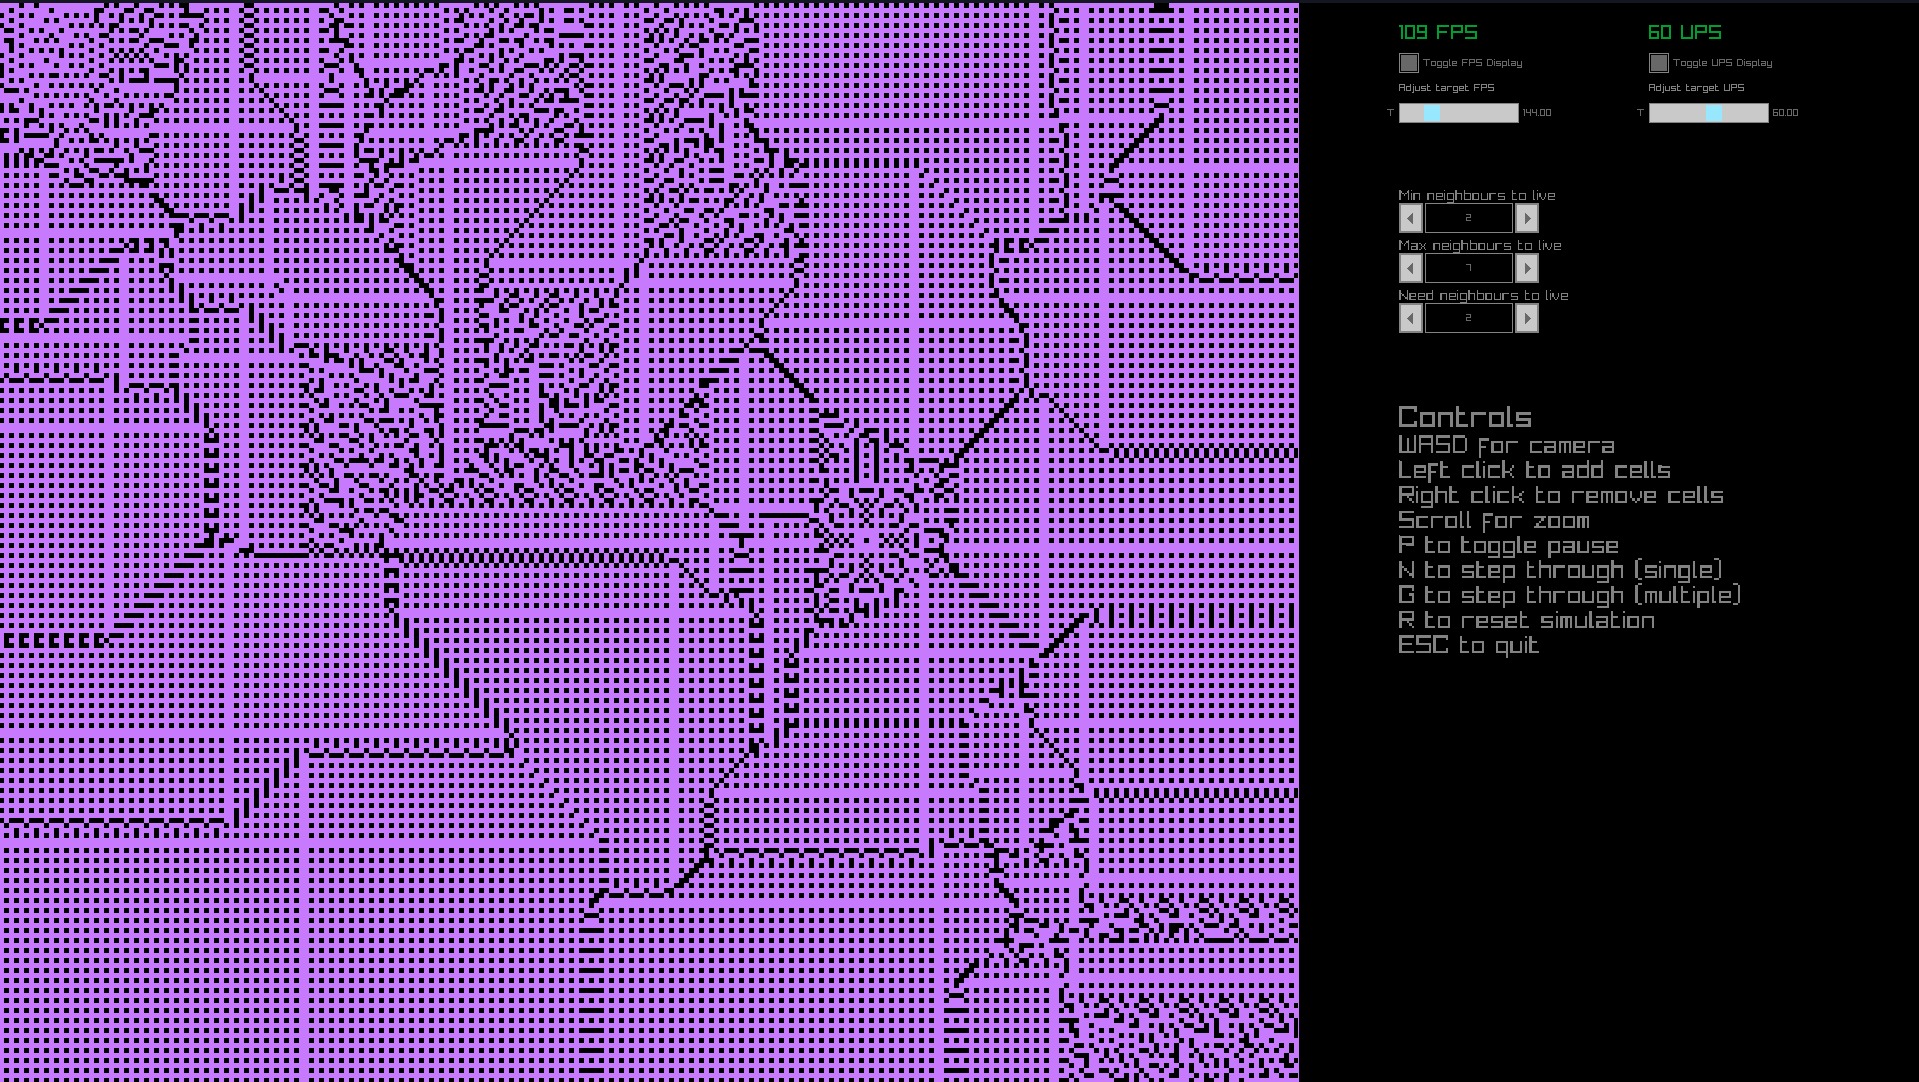 109 FPS
60 UPS
Toggle FPS Display
Toggle UPS Display
Adjust target FPS
Adjust target UPS
T 144.00
T 60.00
Min neighbours to live
2
Max neighbours to live
7
Need neighbours to live
2
Controls
WASD for camera
Left click to add cells
Right click to remove cells
Scroll for zoom
P to toggle pause
N to step through (single)
G to step through (multiple)
R to reset simulation
ESC to quit